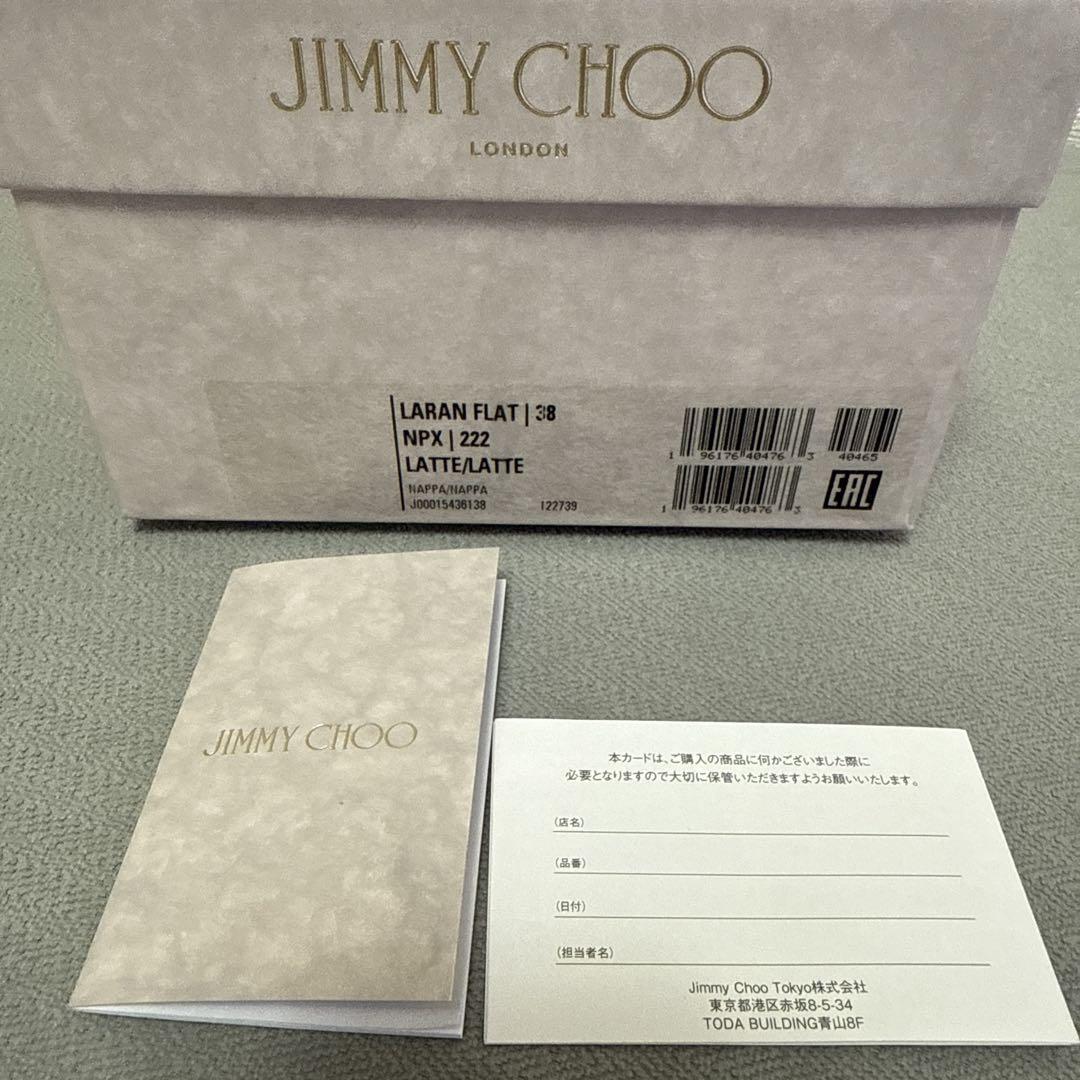 JIMMY CHOO
LONDON
LARAN FLAT | 38
NPX | 222
LATTE/LATTE
NAPPA/NAPPA
J00015436138 122739
1 96176 40476 3
40465
1 96176 40476 3
EAC
JIMMY CHOO
本カードは、ご購入の商品に何かございました際に
必要となりますので大切に保管いただきますようお願いいたします。
(店名)
(品番)
(日付)
(担当者名)
Jimmy Choo Tokyo株式会社
東京都港区赤坂8-5-34
TODA BUILDING青山8F